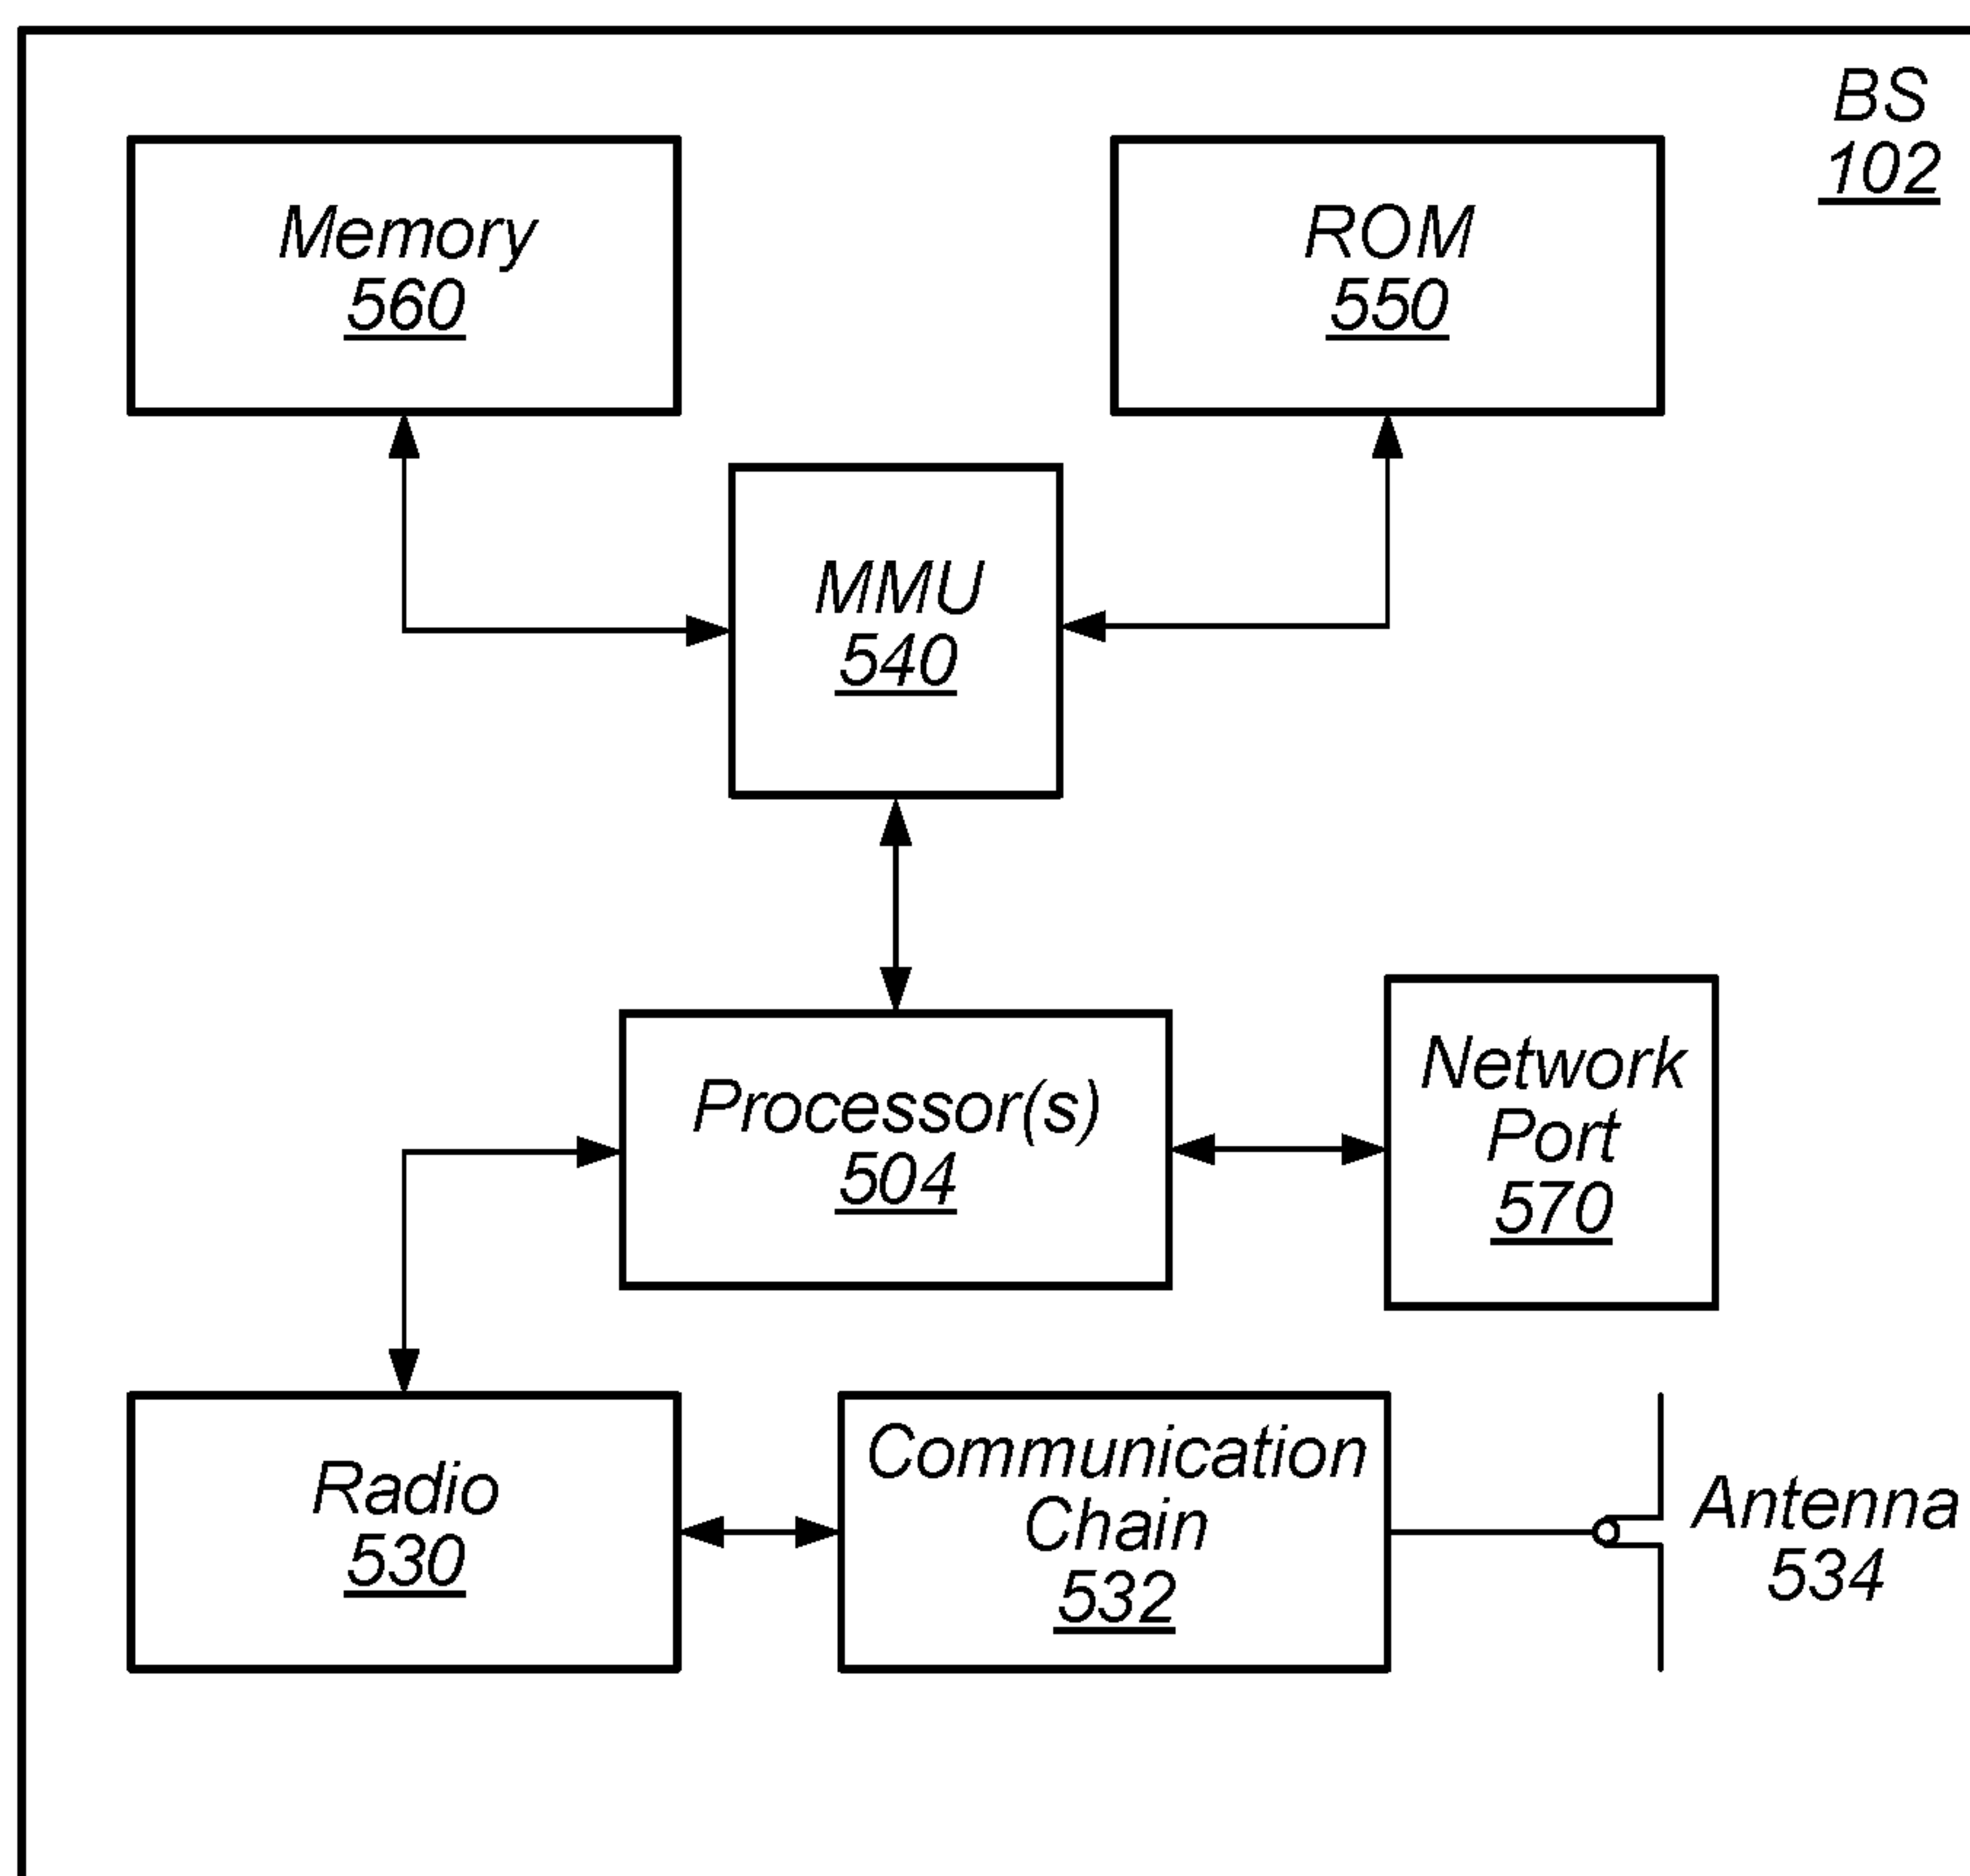 BS
102
Memory
560
ROM
550
MMU
540
Processor(s)
504
Network
Port
570
Radio
530
Communication
Chain
532
Antenna
534